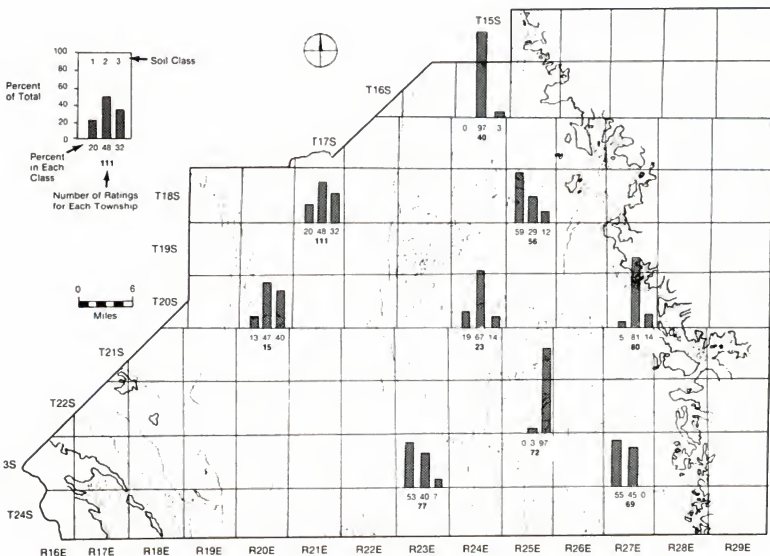 100
80
60
40
20
0
Percent of Total
1 2 3
Soil Class
20 48 32
111
Percent in Each Class
Number of Ratings for Each Township
0 6
Miles
T15S
T16S
T17S
T18S
T19S
T20S
T21S
T22S
3S
T24S
0 97 3
40
20 48 32
111
59 29 12
56
13 47 40
15
19 67 14
23
5 81 14
80
0 3 97
72
53 40 7
77
55 45 0
69
R16E R17E R18E R19E R20E R21E R22E R23E R24E R25E R26E R27E R28E R29E